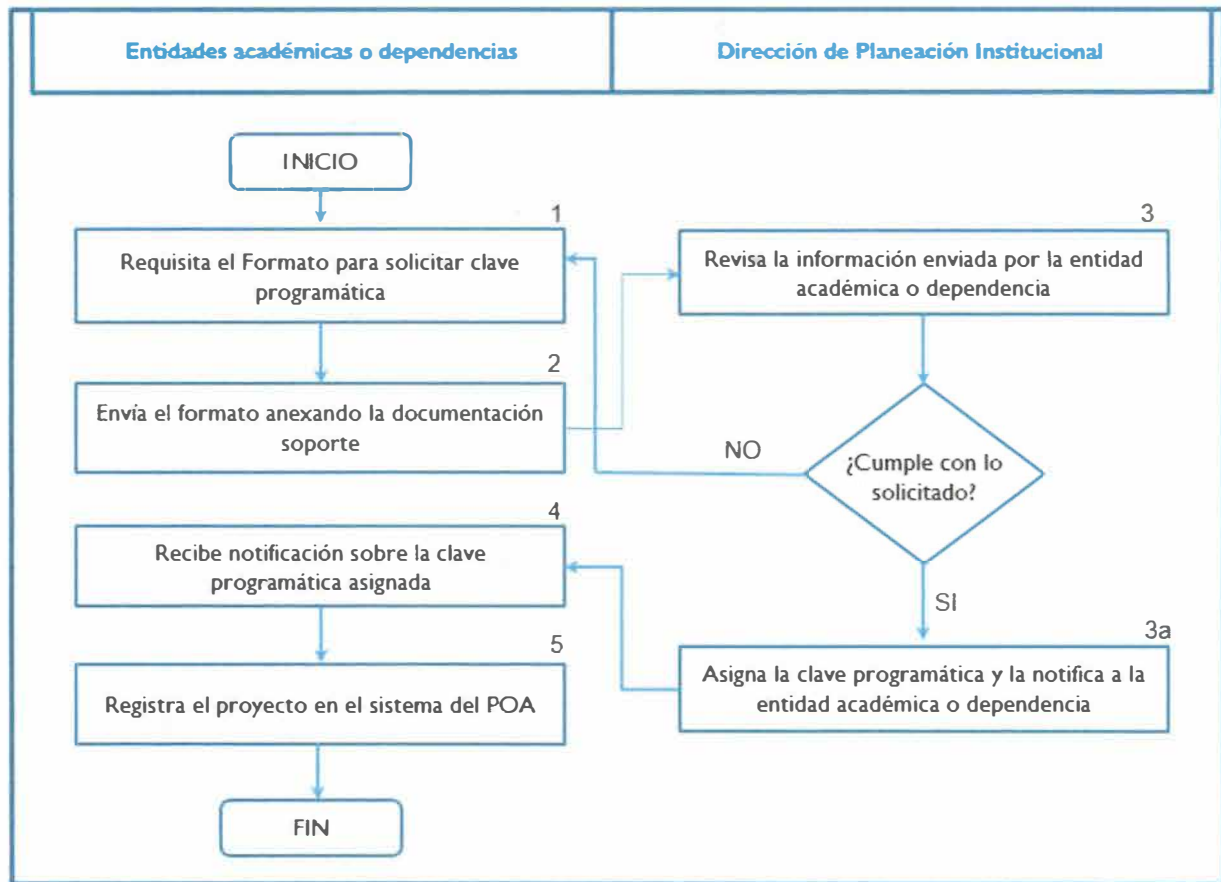 Entidades académicas o dependencias
Dirección de Planeación Institucional
INICIO
1
Requisita el Formato para solicitar clave
programática
2
Envía el formato anexando la documentación
soporte
3
Revisa la información enviada por la entidad
académica o dependencia
¿Cumple con lo
solicitado?
NO
SI
3a
Asigna la clave programática y la notifica a la
entidad académica o dependencia
4
Recibe notificación sobre la clave
programática asignada
5
Registra el proyecto en el sistema del POA
FIN